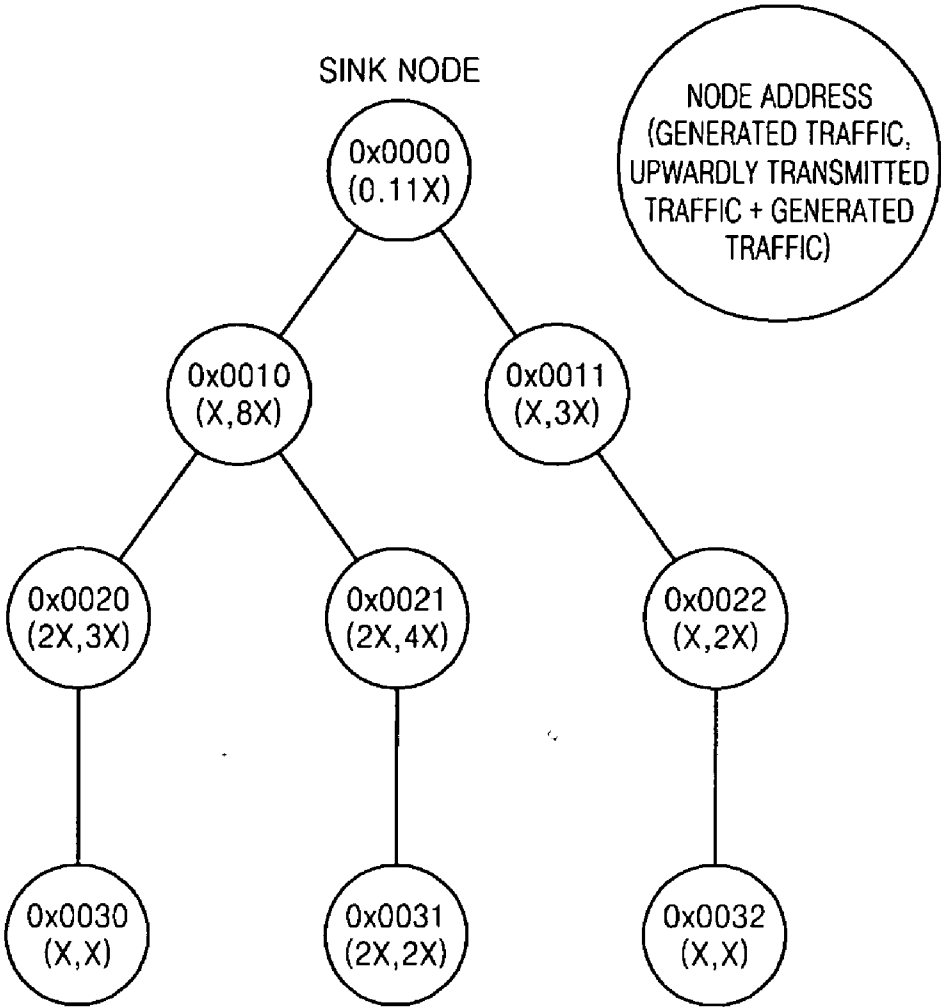 SINK NODE
0x0000
(0.11X)
NODE ADDRESS
(GENERATED TRAFFIC,
UPWARDLY TRANSMITTED
TRAFFIC + GENERATED
TRAFFIC)
0x0010
(X,8X)
0x0011
(X,3X)
0x0020
(2X,3X)
0x0021
(2X,4X)
0x0022
(X,2X)
0x0030
(X,X)
0x0031
(2X,2X)
0x0032
(X,X)